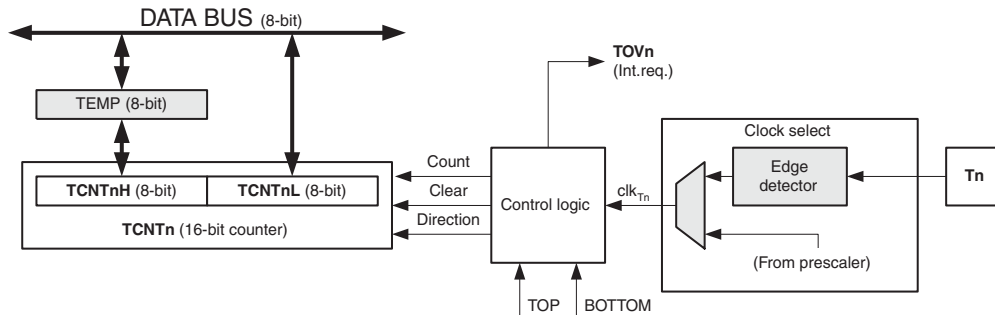 DATA BUS (8-bit)
TOVn
(Int.req.)
TEMP (8-bit)
Clock select
Count
Edge
detector
Tn
TCNTnH (8-bit) TCNTnL (8-bit)
Clear
Control logic
clkTn
TCNTn (16-bit counter)
Direction
(From prescaler)
TOP
BOTTOM